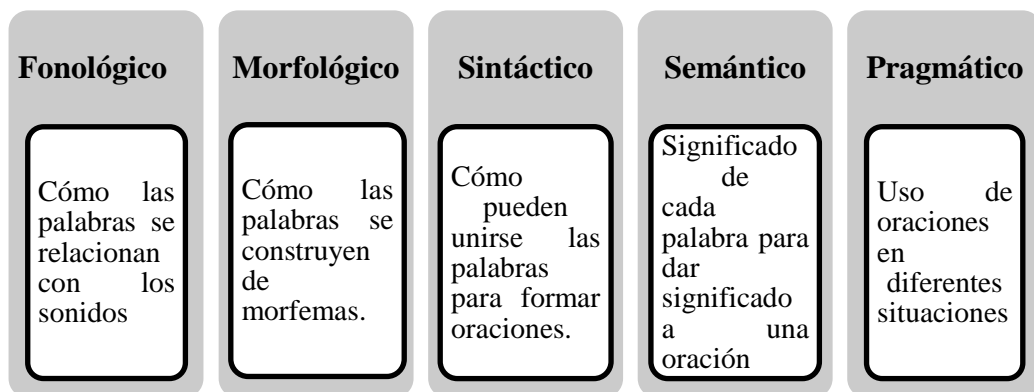 Fonológico
Cómo las
palabras se
relacionan
con los
sonidos
Morfológico
Cómo las
palabras se
construyen
de
morfemas.
Sintáctico
Cómo
pueden
unirse las
palabras
para formar
oraciones.
Semántico
Significado
de
cada
palabra para
dar
significado
a una
oración
Pragmático
Uso de
oraciones
en
diferentes
situaciones